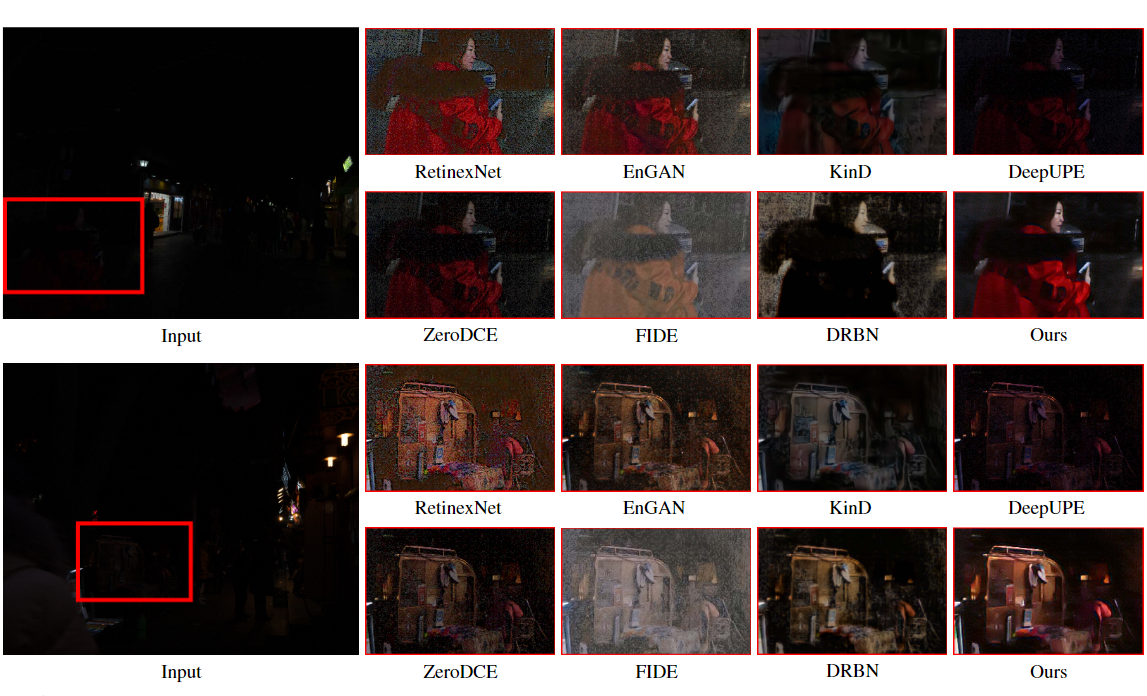 RetinexNet EnGAN KinD DeepUPE
Input ZeroDCE FIDE DRBN Ours
RetinexNet EnGAN KinD DeepUPE
Input ZeroDCE FIDE DRBN Ours